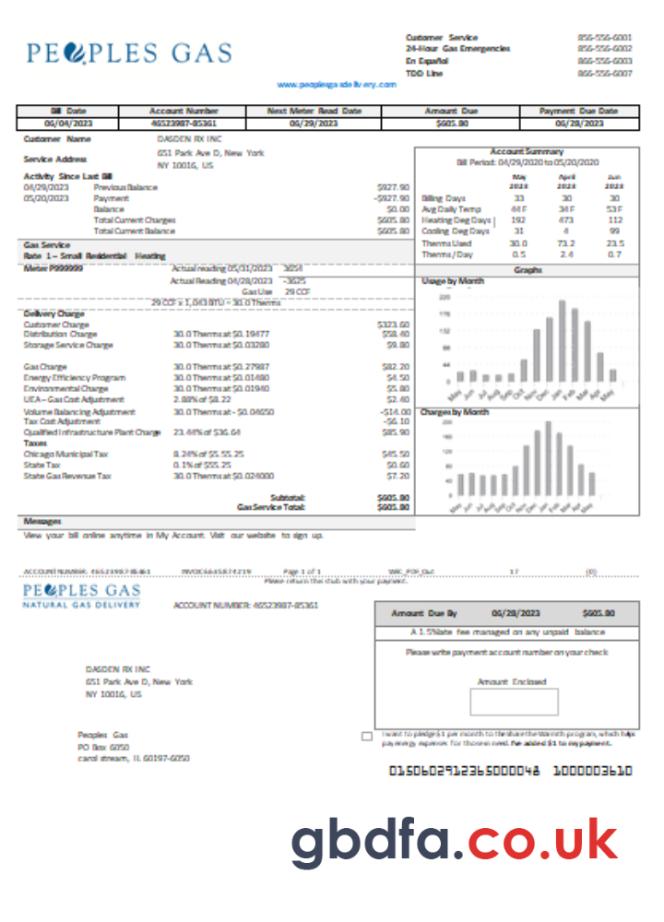 PEOPLES GAS
Customer Service 856-556-6001
24-Hour Gas Emergencies 856-556-6002
En Español 866-556-6003
TDD Line 866-556-6007
www.peoplesgasdelivery.com
Bill Date Account Number Next Meter Read Date Amount Due Payment Due Date
06/04/2023 46523987-85361 06/29/2023 $605.80 06/28/2023
Customer Name DASDEN RX INC
Service Address 651 Park Ave D, New York
NY 10016, US
Activity Since Last Bill
04/29/2023 Previous Balance $927.90
05/20/2023 Payment -$927.90
Balance $0.00
Total Current Charges $605.80
Total Current Balance $605.80
Gas Service
Rate 1 – Small Residential Heating
Meter P999999 Actual reading 05/31/2023 3654
Actual Reading 04/28/2023 -3625
Gas Use 29 CCF
29 CCF x 1,043 BTU – 30.0 Therms
Delivery Charge
Customer Charge $323.60
Distribution Charge 30.0 Therms at $0.19477 $58.40
Storage Service Charge 30.0 Therms at $0.03280 $9.80
Gas Charge 30.0 Therms at $0.27987 $82.20
Energy Efficiency Program 30.0 Therms at $0.01480 $4.50
Environmental Charge 30.0 Therms at $0.01940 $5.80
UEA – Gas Cost Adjustment 2.88% of $8.22 $2.40
Volume Balancing Adjustment 30.0 Therms at - $0.04650 -$14.00
Tax Cost Adjustment -$6.10
Qualified Infrastructure Plant Charge 23.44% of $36.64 $85.90
Taxes
Chicago Municipal Tax 8.24% of $.55.25 $45.50
State Tax 0.1% of $55.25 $0.60
State Gas Revenue Tax 30.0 Therms at $0.024000 $7.20
Subtotal: $605.80
Gas Service Total: $605.80
Messages
View your bill online anytime in My Account. Visit our website to sign up.
Account Summary
Bill Period: 04/29/2020 to 05/20/2020
May April Jun
2023 2023 2023
Billing Days 33 30 30
Avg Daily Temp 44 F 34 F 53 F
Heating Deg Days 192 473 112
Cooling Deg Days 31 4 99
Therms Used 30.0 73.2 23.5
Therms / Day 0.5 2.4 0.7
Graphs
Usage by Month
220
176
132
88
44
0
May Jun Jul Aug Sep Oct Nov Dec Jan Feb Mar Apr May
Charges by Month
200
160
120
80
40
0
May Jun Jul Aug Sep Oct Nov Dec Jan Feb Mar Apr May
ACCOUNT NUMBER: 46523987-85361 Page 1 of 1 17 (0)
Please return this stub with your payment.
PEOPLES GAS
NATURAL GAS DELIVERY
ACCOUNT NUMBER: 46523987-85361
Amount Due By 06/28/2023 $605.80
A 1.5%late fee managed on any unpaid balance
Please write payment account number on your check
Amount Enclosed
DASDEN RX INC
651 Park Ave D, New York
NY 10016, US
Peoples Gas
PO Box 6050
carol stream, IL 60197-6050
I want to pledge $1 per month to the Share the Warmth program, which helps
pay energy expenses for those in need. I've added $1 to my payment.
0150602912365000048 1000003610
gbdfa.co.uk